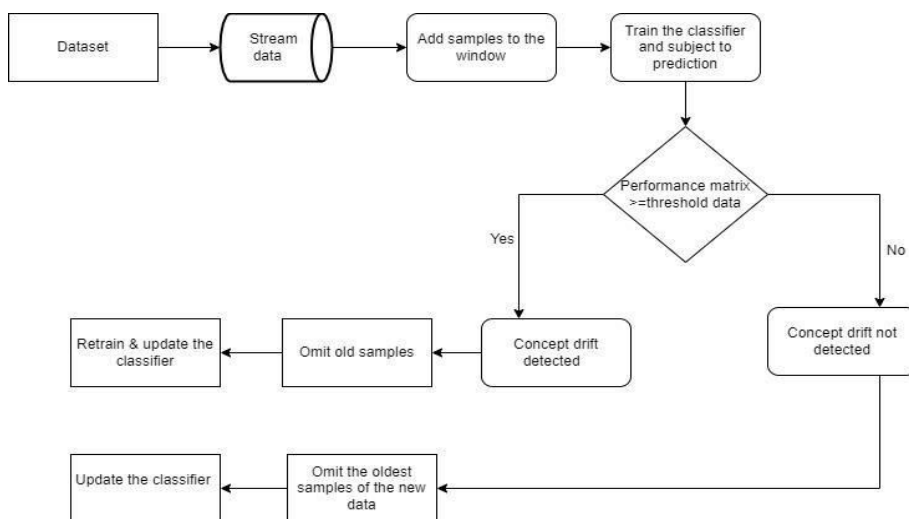 Dataset
Stream
data
Add samples to the
window
Train the classifier
and subject to
prediction
Performance matrix
>=threshold data
Yes
No
Retrain & update the
classifier
Omit old samples
Concept drift
detected
Concept drift not
detected
Update the classifier
Omit the oldest
samples of the new
data